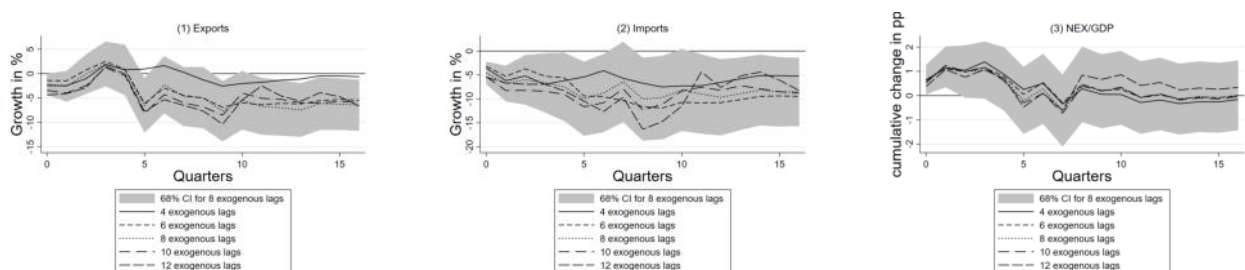 (1) Exports
Growth in %
5
0
-5
-10
-15
0
5
10
15
Quarters
68% CI for 8 exogenous lags
4 exogenous lags
6 exogenous lags
8 exogenous lags
10 exogenous lags
12 exogenous lags
(2) Imports
Growth in %
0
-5
-10
-15
-20
0
5
10
15
Quarters
68% CI for 8 exogenous lags
4 exogenous lags
6 exogenous lags
8 exogenous lags
10 exogenous lags
12 exogenous lags
(3) NEX/GDP
cumulative change in pp
2
1
0
-1
-2
0
5
10
15
Quarters
68% CI for 8 exogenous lags
4 exogenous lags
6 exogenous lags
8 exogenous lags
10 exogenous lags
12 exogenous lags